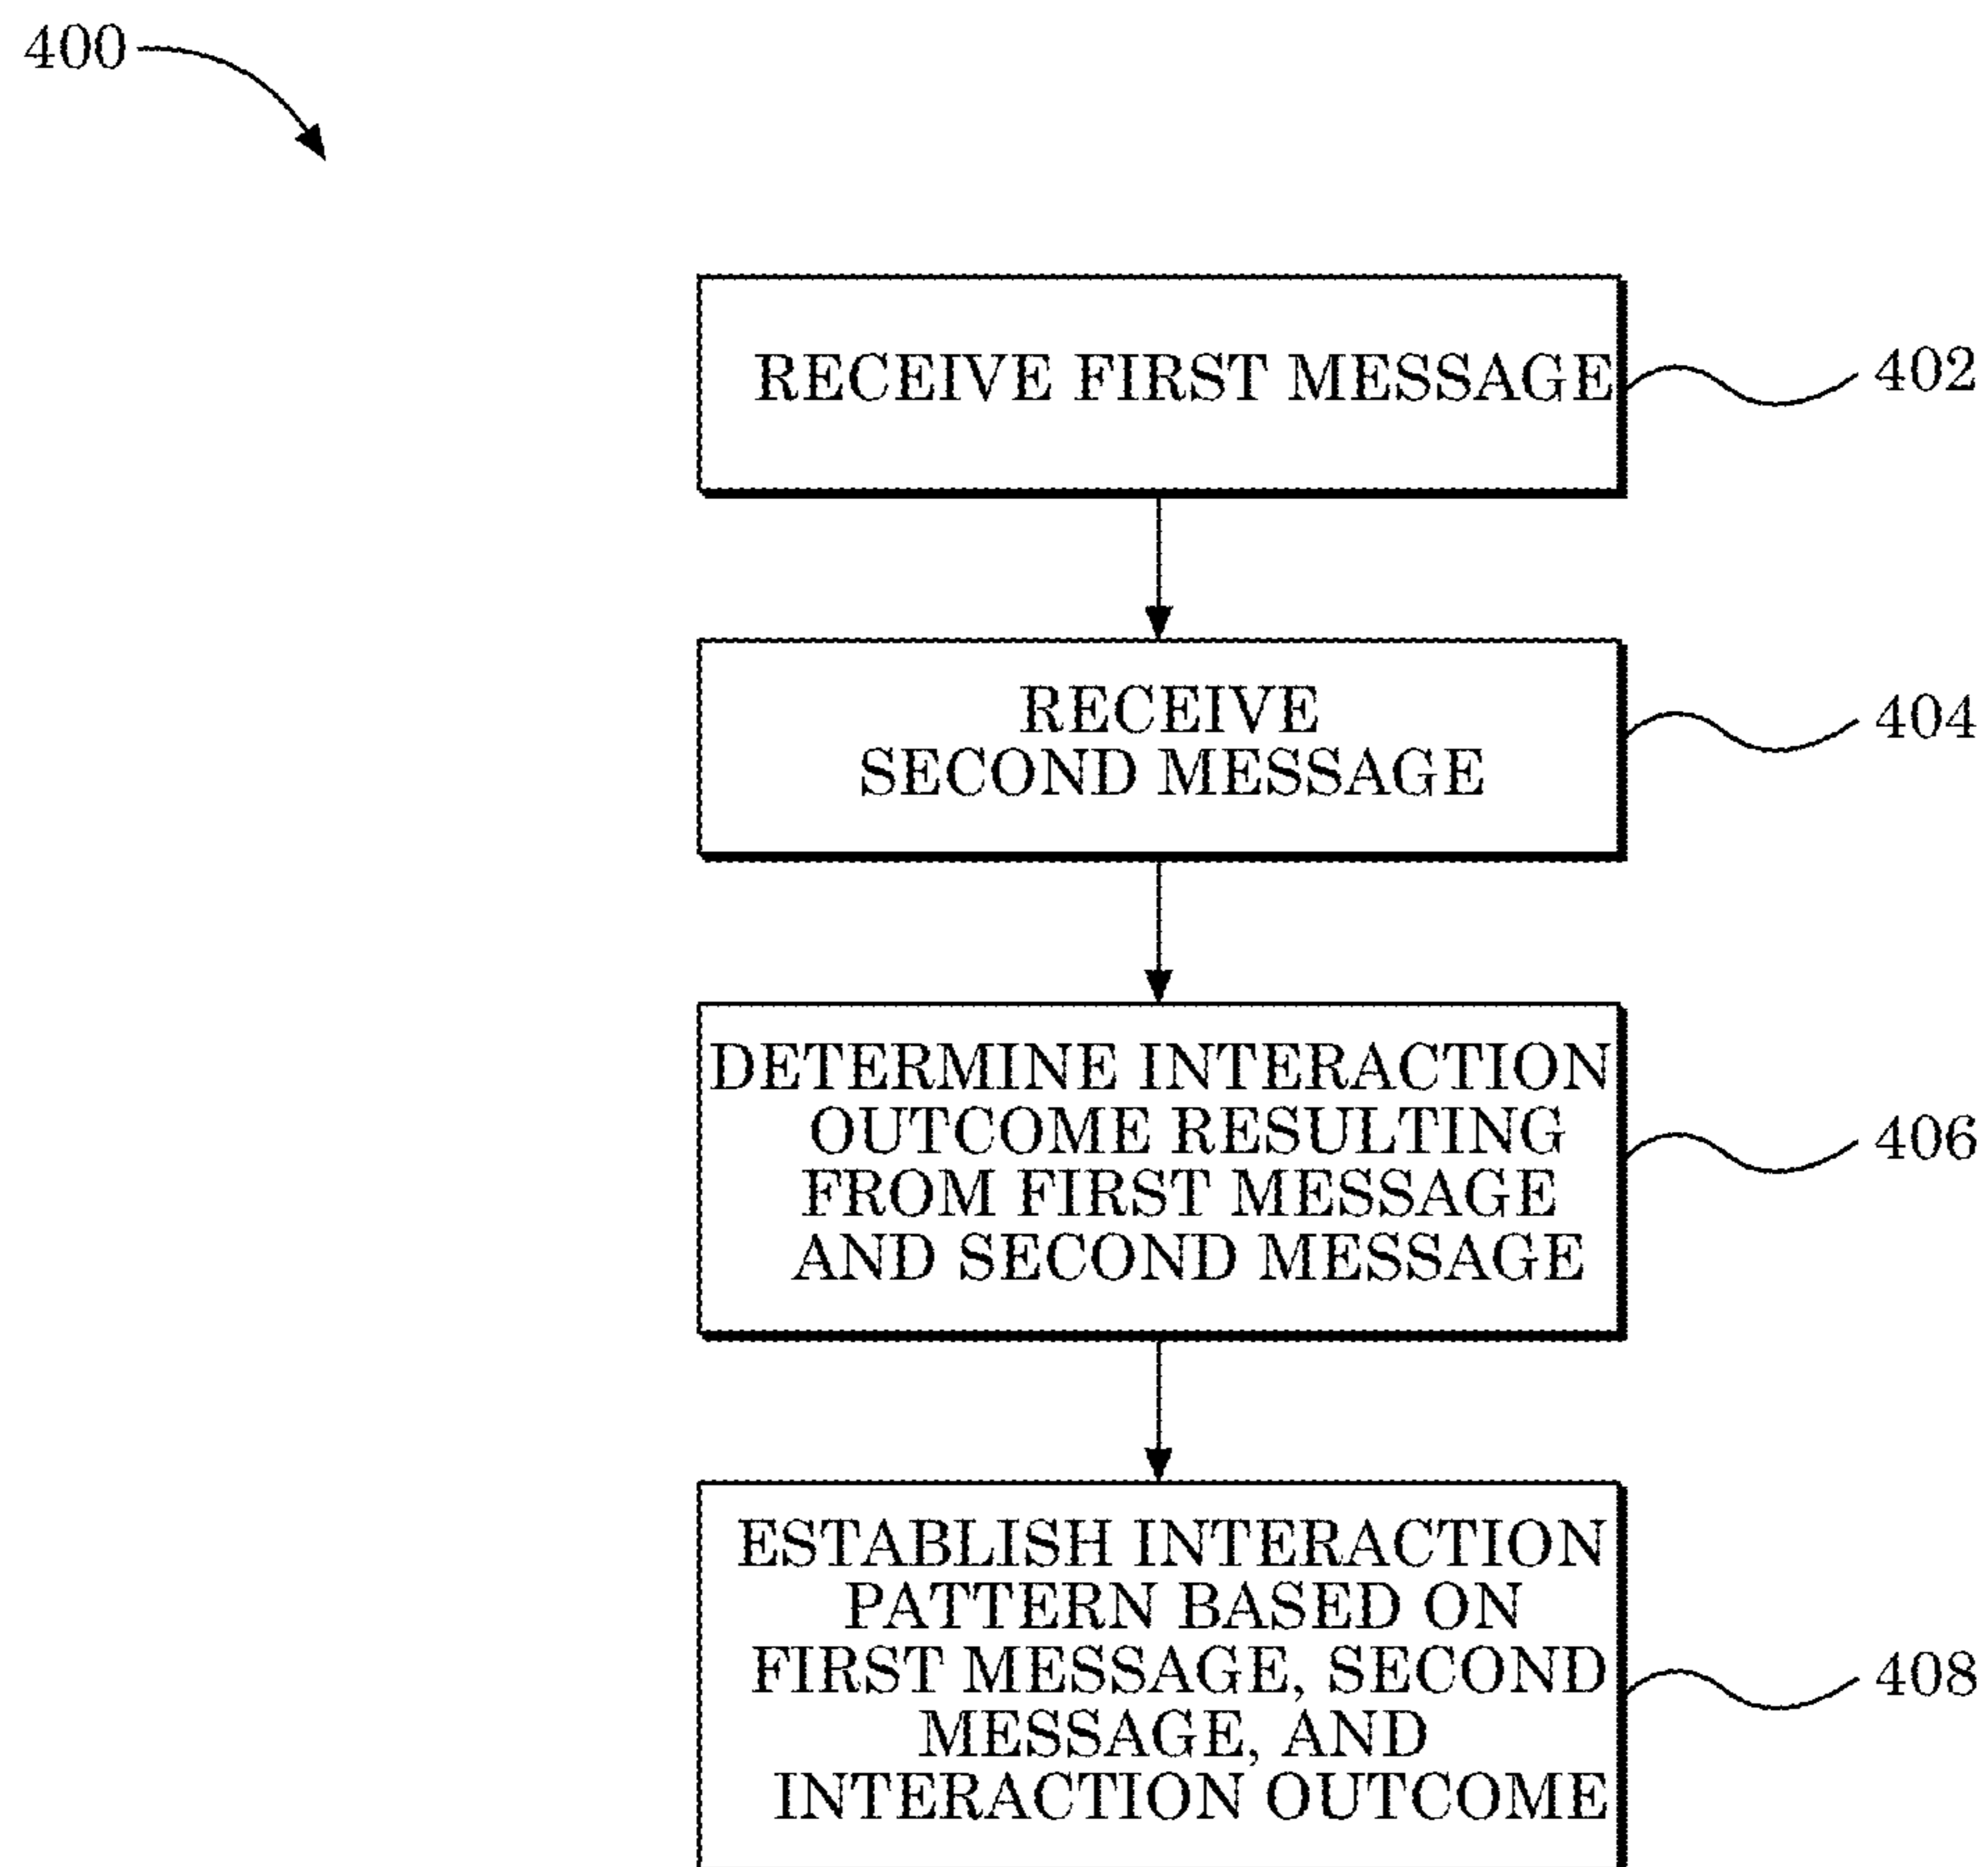 400
RECEIVE FIRST MESSAGE
402
RECEIVE
SECOND MESSAGE
404
DETERMINE INTERACTION
OUTCOME RESULTING
FROM FIRST MESSAGE
AND SECOND MESSAGE
406
ESTABLISH INTERACTION
PATTERN BASED ON
FIRST MESSAGE, SECOND
MESSAGE, AND
INTERACTION OUTCOME
408